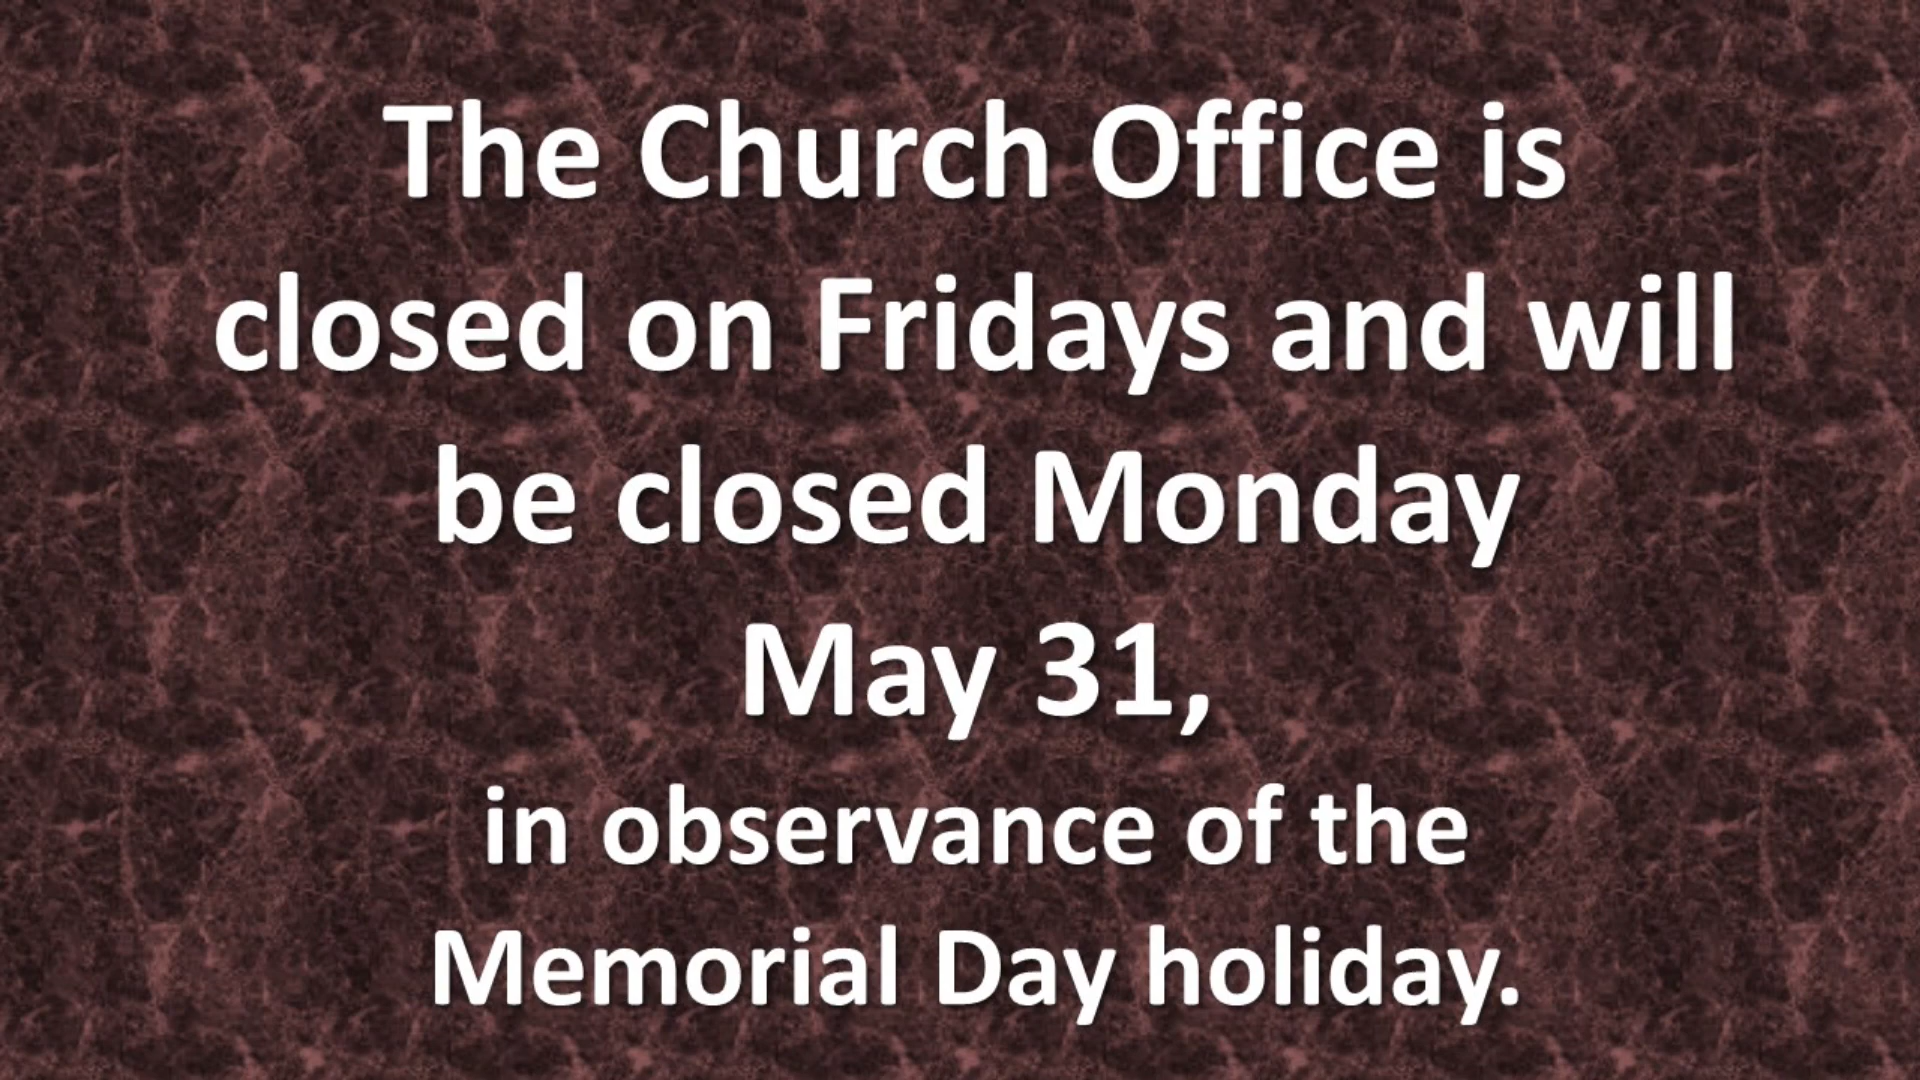 The Church Office is
closed on Fridays and will
be closed Monday
May 31,
in observance of the
Memorial Day holiday.